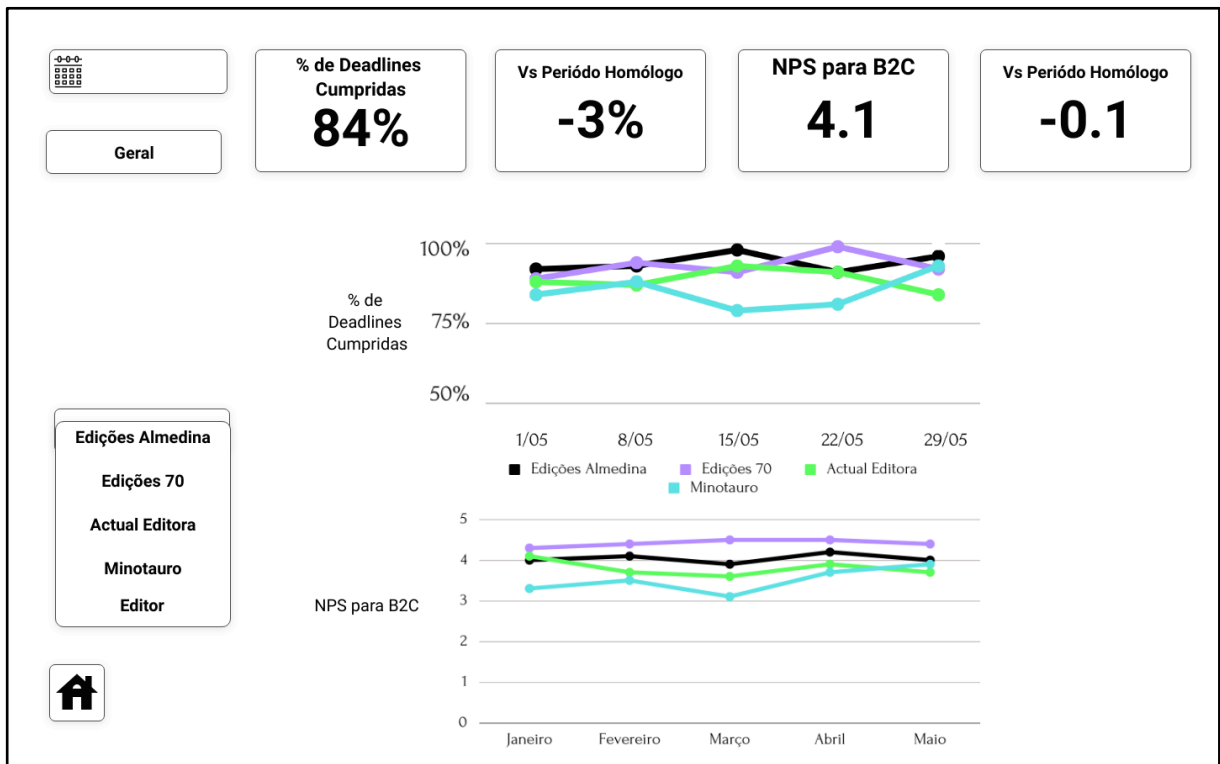 % de Deadlines
Cumpridas
84%
Vs Periódo Homólogo
-3%
NPS para B2C
4.1
Vs Periódo Homólogo
-0.1
Geral
% de
Deadlines
Cumpridas
100%
75%
50%
1/05 8/05 15/05 22/05 29/05
Edições Almedina Edições 70 Actual Editora
Minotauro
Edições Almedina
Edições 70
Actual Editora
Minotauro
Editor
NPS para B2C
5
4
3
2
1
0
Janeiro Fevereiro Março Abril Maio